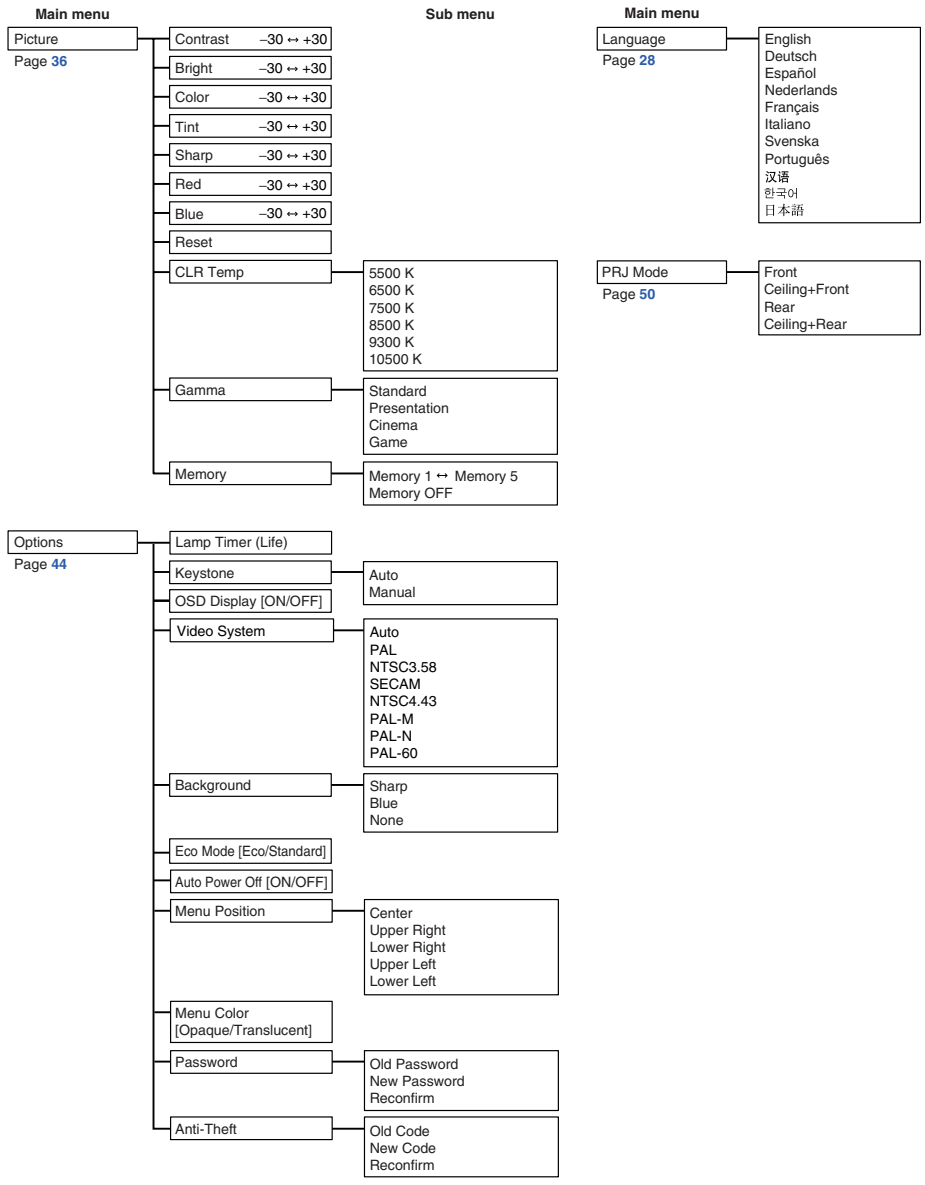 Main menu
Sub menu
Main menu
Picture
Page 36
Contrast –30 ↔ +30
Bright –30 ↔ +30
Color –30 ↔ +30
Tint –30 ↔ +30
Sharp –30 ↔ +30
Red –30 ↔ +30
Blue –30 ↔ +30
Reset
CLR Temp
5500 K
6500 K
7500 K
8500 K
9300 K
10500 K
Gamma
Standard
Presentation
Cinema
Game
Memory
Memory 1 ↔ Memory 5
Memory OFF
Language
Page 28
English
Deutsch
Español
Nederlands
Français
Italiano
Svenska
Português
汉语
한국어
日本語
PRJ Mode
Page 50
Front
Ceiling+Front
Rear
Ceiling+Rear
Options
Page 44
Lamp Timer (Life)
Keystone
Auto
Manual
OSD Display [ON/OFF]
Video System
Auto
PAL
NTSC3.58
SECAM
NTSC4.43
PAL-M
PAL-N
PAL-60
Background
Sharp
Blue
None
Eco Mode [Eco/Standard]
Auto Power Off [ON/OFF]
Menu Position
Center
Upper Right
Lower Right
Upper Left
Lower Left
Menu Color
[Opaque/Translucent]
Password
Old Password
New Password
Reconfirm
Anti-Theft
Old Code
New Code
Reconfirm